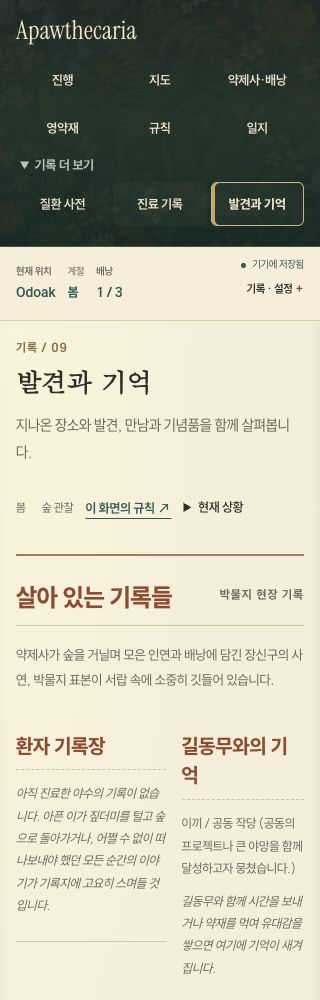 Apawthecaria
진행
지도
약제사·배낭
영약재
규칙
일지
▼ 기록 더 보기
질환 사전
진료 기록
발견과 기억
현재 위치
계절
배낭
Odoak
봄
1 / 3
● 기기에 저장됨
기록 · 설정 +
기록 / 09
발견과 기억
지나온 장소와 발견, 만남과 기념품을 함께 살펴봅니
다.
봄
숲 관찰
이 화면의 규칙 ↗
▶ 현재 상황
살아 있는 기록들
박물지 현장 기록
약제사가 숲을 거닐며 모은 인연과 배낭에 담긴 장신구의 사
연, 박물지 표본이 서랍 속에 소중히 깃들어 있습니다.
환자 기록장
아직 진료한 야수의 기록이 없습
니다. 아픈 이가 짚더미를 털고 숲
으로 돌아가거나, 어쩔 수 없이 떠
나보내야 했던 모든 순간의 이야
기가 기록지에 고요히 스며들 것
입니다.
길동무와의 기
억
이끼 / 공동 작당 (공동의
프로젝트나 큰 야망을 함께
달성하고자 뭉쳤습니다.)
길동무와 함께 시간을 보내
거나 약재를 먹여 유대감을
쌓으면 여기에 기억이 새겨
집니다.